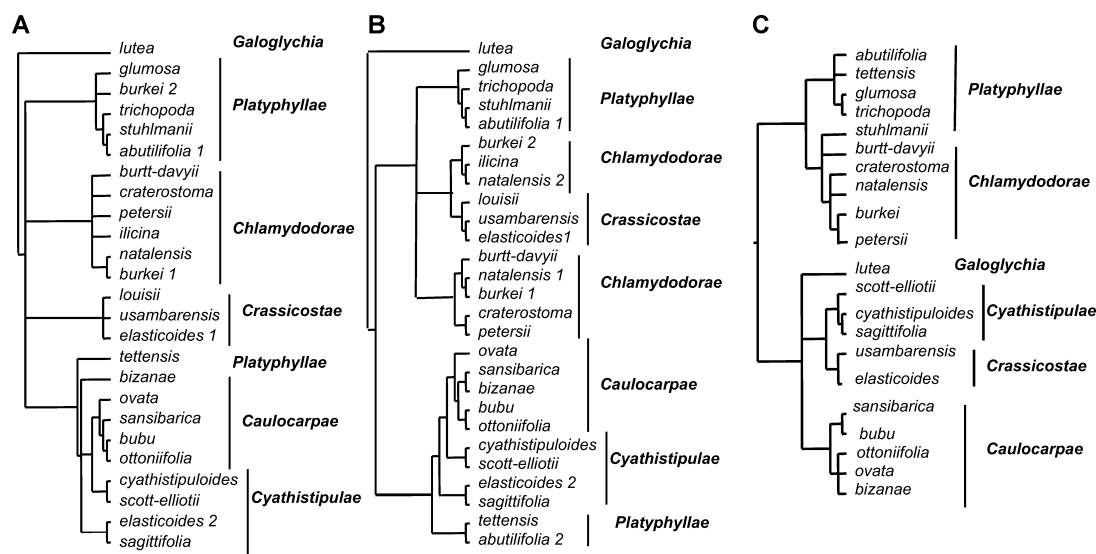 A
lutea
Galoglychia
glumosa
burkei 2
trichopoda
stuhlmanii
abutilifolia 1
Platyphyllae
burtt-davyii
craterostoma
petersii
ilicina
natalensis
burkei 1
Chlamydodorae
louisii
usambarensis
elasticoides 1
Crassicostae
tettensis
Platyphyllae
bizanae
ovata
sansibarica
bubu
ottoniifolia
Caulocarpae
cyathistipuloides
scott-elliotii
elasticoides 2
sagittifolia
Cyathistipulae
B
lutea
Galoglychia
glumosa
trichopoda
stuhlmanii
abutilifolia 1
Platyphyllae
burkei 2
ilicina
natalensis 2
Chlamydodorae
louisii
usambarensis
elasticoides1
Crassicostae
burtt-davyii
natalensis 1
burkei 1
craterostoma
petersii
Chlamydodorae
ovata
sansibarica
bizanae
bubu
ottoniifolia
Caulocarpae
cyathistipuloides
scott-elliotii
elasticoides 2
sagittifolia
Cyathistipulae
tettensis
abutilifolia 2
Platyphyllae
C
abutilifolia
tettensis
glumosa
trichopoda
stuhlmanii
Platyphyllae
burtt-davyii
craterostoma
natalensis
burkei
petersii
Chlamydodorae
lutea
Galoglychia
scott-elliotii
cyathistipuloides
sagittifolia
Cyathistipulae
usambarensis
elasticoides
Crassicostae
sansibarica
bubu
ottoniifolia
ovata
bizanae
Caulocarpae